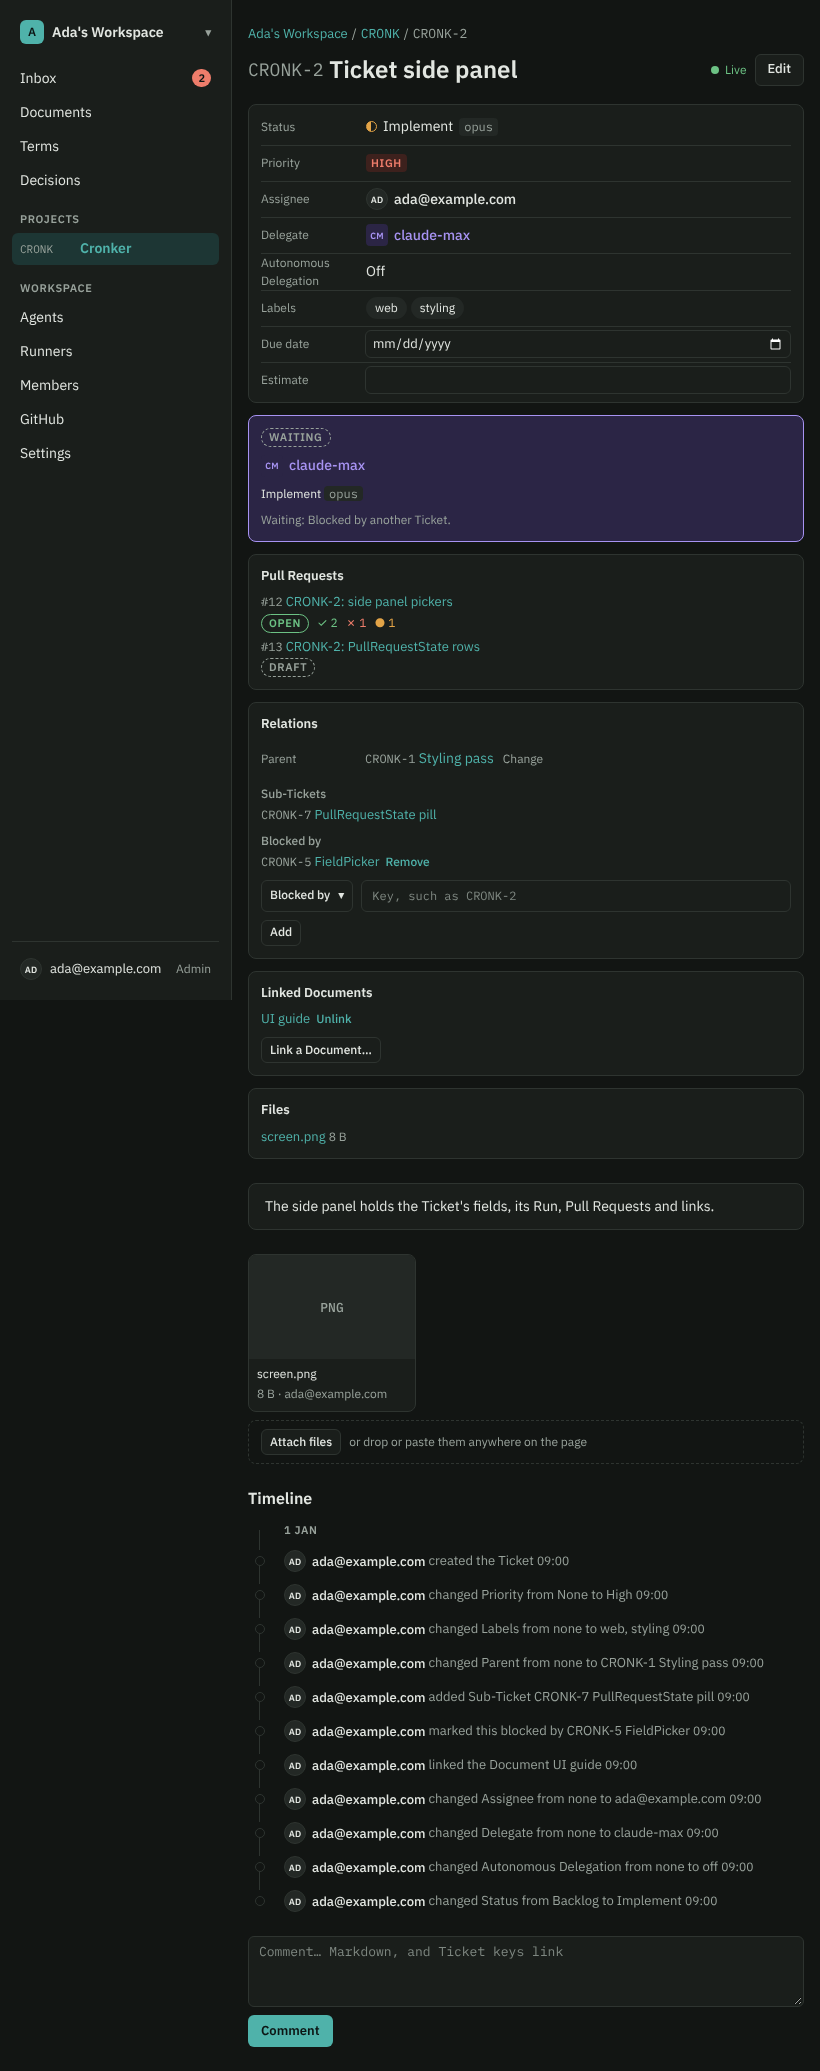 A Ada's Workspace ▾
Inbox 2
Documents
Terms
Decisions
PROJECTS
CRONK Cronker
WORKSPACE
Agents
Runners
Members
GitHub
Settings
AD ada@example.com Admin
Ada's Workspace / CRONK / CRONK-2
CRONK-2 Ticket side panel
Live
Edit
Status Implement opus
Priority HIGH
Assignee AD ada@example.com
Delegate CM claude-max
Autonomous
Delegation Off
Labels web styling
Due date mm/dd/yyyy
Estimate
WAITING
CM claude-max
Implement opus
Waiting: Blocked by another Ticket.
Pull Requests
#12 CRONK-2: side panel pickers
OPEN ✓ 2 × 1 ● 1
#13 CRONK-2: PullRequestState rows
DRAFT
Relations
Parent CRONK-1 Styling pass Change
Sub-Tickets
CRONK-7 PullRequestState pill
Blocked by
CRONK-5 FieldPicker Remove
Blocked by ▾ Key, such as CRONK-2
Add
Linked Documents
UI guide Unlink
Link a Document…
Files
screen.png 8 B
The side panel holds the Ticket's fields, its Run, Pull Requests and links.
PNG
screen.png
8 B · ada@example.com
Attach files or drop or paste them anywhere on the page
Timeline
1 JAN
AD ada@example.com created the Ticket 09:00
AD ada@example.com changed Priority from None to High 09:00
AD ada@example.com changed Labels from none to web, styling 09:00
AD ada@example.com changed Parent from none to CRONK-1 Styling pass 09:00
AD ada@example.com added Sub-Ticket CRONK-7 PullRequestState pill 09:00
AD ada@example.com marked this blocked by CRONK-5 FieldPicker 09:00
AD ada@example.com linked the Document UI guide 09:00
AD ada@example.com changed Assignee from none to ada@example.com 09:00
AD ada@example.com changed Delegate from none to claude-max 09:00
AD ada@example.com changed Autonomous Delegation from none to off 09:00
AD ada@example.com changed Status from Backlog to Implement 09:00
Comment… Markdown, and Ticket keys link
Comment